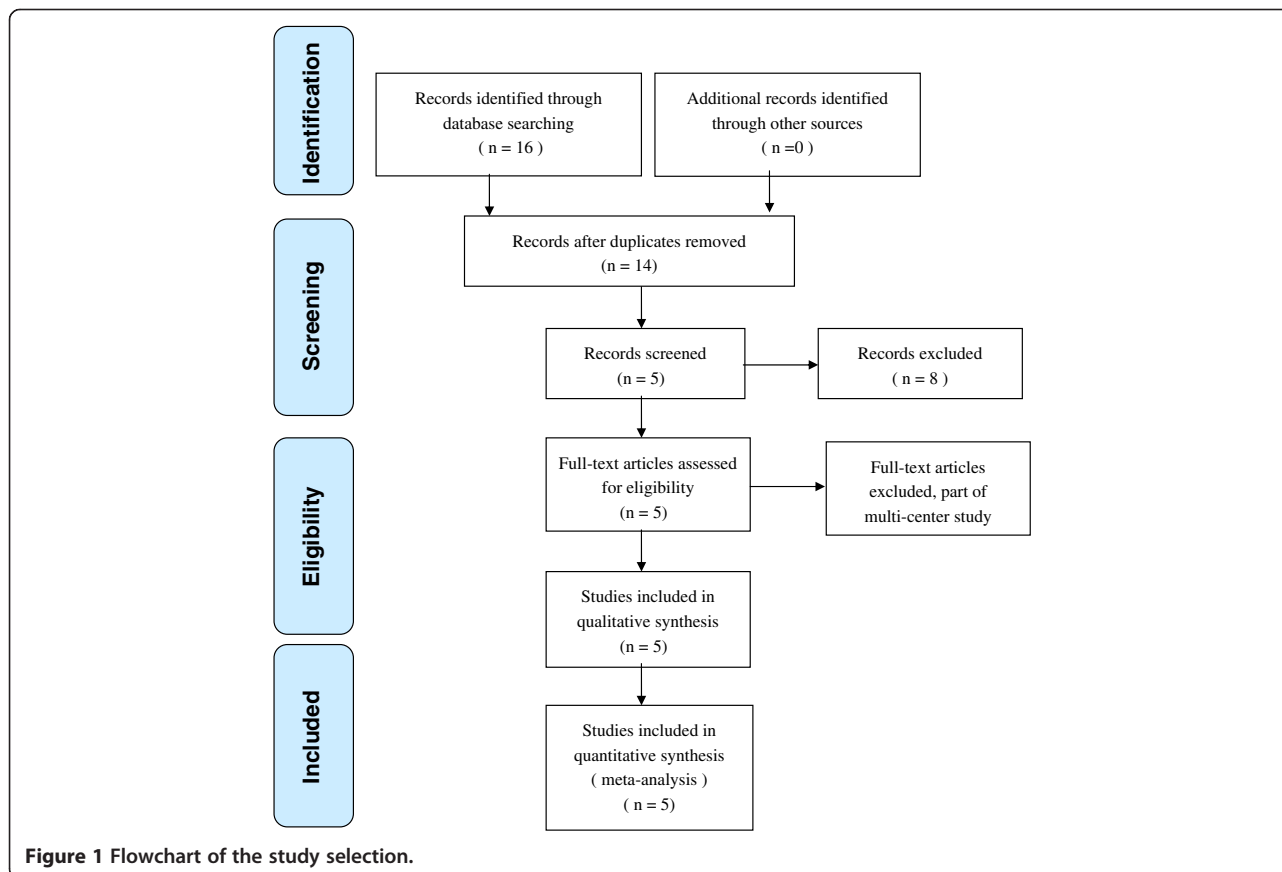 Identification
Records identified through
database searching
( n = 16 )
Additional records identified
through other sources
( n =0 )
Screening
Records after duplicates removed
(n = 14)
Records screened
(n = 5)
Records excluded
( n = 8 )
Eligibility
Full-text articles assessed
for eligibility
(n = 5)
Full-text articles
excluded, part of
multi-center study
Studies included in
qualitative synthesis
(n = 5)
Included
Studies included in
quantitative synthesis
( meta-analysis )
( n = 5)
Figure 1 Flowchart of the study selection.